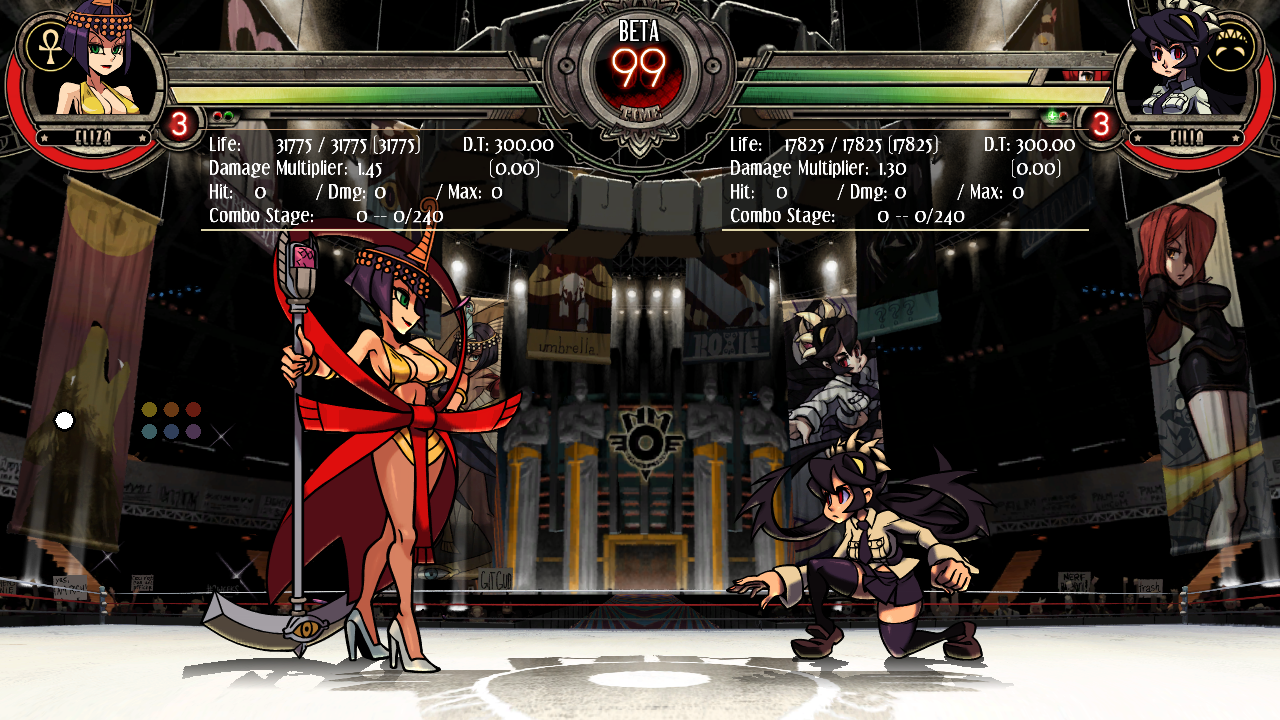 BETA
99
TIME
3
3
ELIZA
FILIA
Life: 31775 / 31775 (31775) D.T: 300.00
Damage Multiplier: 1.45 (0.00)
Hit: 0 / Dmg: 0 / Max: 0
Combo Stage: 0 -- 0/240
Life: 17825 / 17825 (17825) D.T: 300.00
Damage Multiplier: 1.30 (0.00)
Hit: 0 / Dmg: 0 / Max: 0
Combo Stage: 0 -- 0/240
umbrella
???
NMO
GIT GUD
Trash